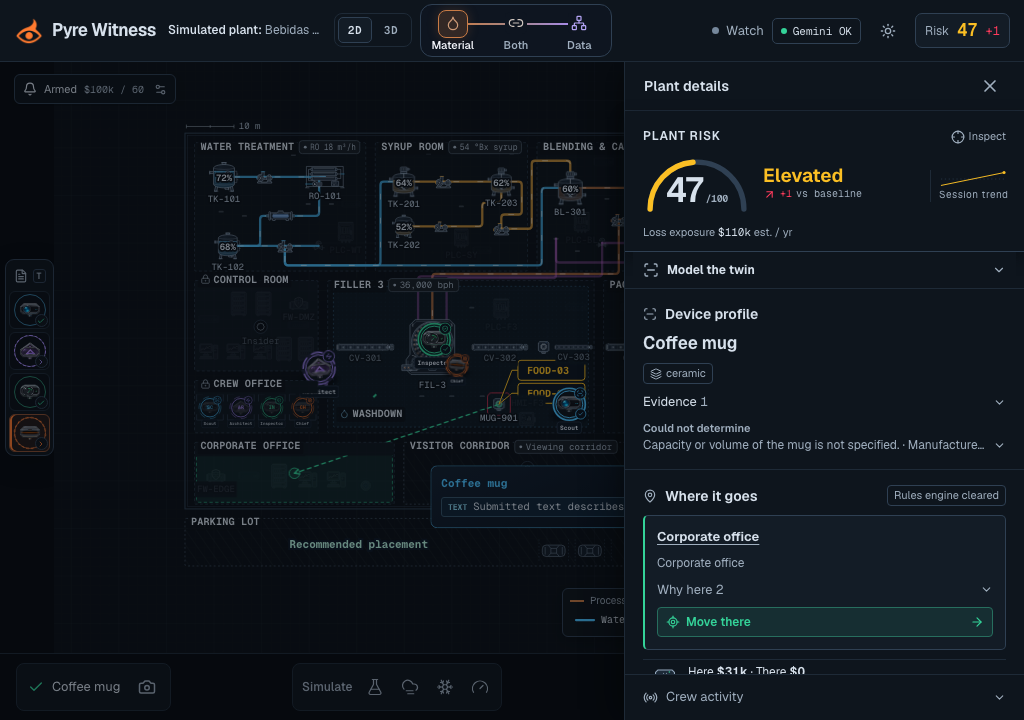 Pyre Witness
Simulated plant: Bebidas ...
2D 3D
Material Both Data
Watch
Gemini OK
Risk 47 +1
Armed $100k / 60
10 m
WATER TREATMENT RO 18 m³/h
SYRUP ROOM 54 °Bx syrup
BLENDING & CA
72%
TK-101
RO-101
64%
TK-201
62%
TK-203
60%
BL-301
52%
TK-202
68%
TK-102
T
CONTROL ROOM
FILLER 3 36,000 bph
PAC
FW-DMZ
Insider
CV-301
Inspecto
CV-302
CV-303
FIL-3
itect
FOOD-03
FOOD-
CREW OFFICE
Scout Architect Inspector Chief
WASHDOWN
MUG-901
Scout
CORPORATE OFFICE
VISITOR CORRIDOR Viewing corridor
FW-EDGE
Coffee mug
TEXT Submitted text describes
PARKING LOT
Recommended placement
Process
Wate
Coffee mug
Simulate
Plant details
PLANT RISK
Inspect
47 /100
Elevated
+1 vs baseline
Session trend
Loss exposure $110k est. / yr
Model the twin
Device profile
Coffee mug
ceramic
Evidence 1
Could not determine
Capacity or volume of the mug is not specified. · Manufacture...
Where it goes
Rules engine cleared
Corporate office
Corporate office
Why here 2
Move there
Here $31k · There $0
Crew activity